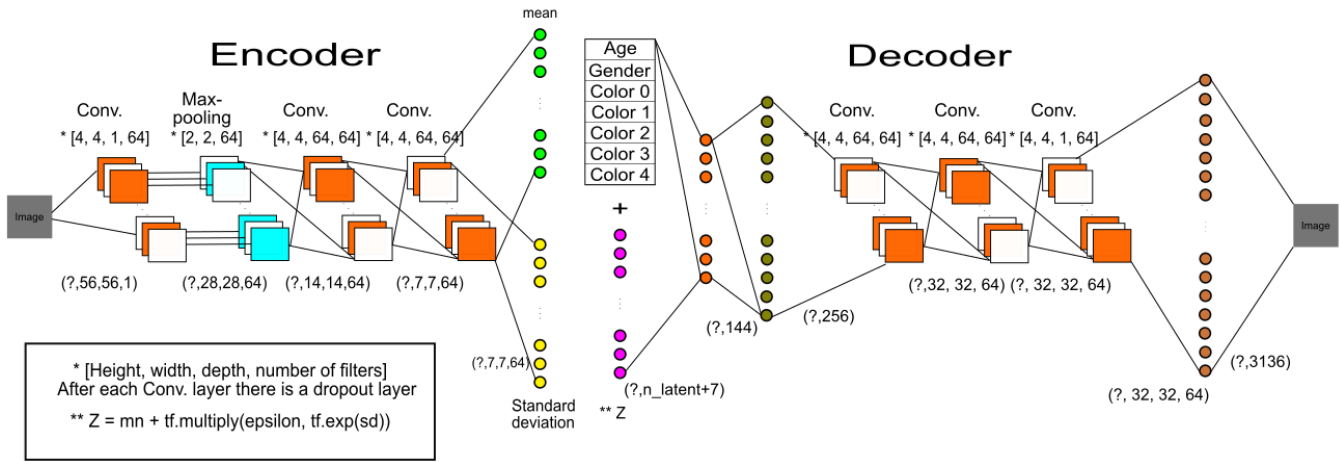 mean
Encoder
Decoder
Age
Gender
Color 0
Color 1
Color 2
Color 3
Color 4
+
Conv.
* [4, 4, 1, 64]
Max-
pooling
* [2, 2, 64]
Conv.
* [4, 4, 64, 64]
Conv.
* [4, 4, 64, 64]
Conv.
* [4, 4, 64, 64]
Conv.
* [4, 4, 64, 64]
Conv.
* [4, 4, 1, 64]
Image
Image
(?,56,56,1)
(?,28,28,64)
(?,14,14,64)
(?,7,7,64)
(?,7,7,64)
Standard
deviation
** Z
(?,n_latent+7)
(?,144)
(?,256)
(?,32, 32, 64)
(?, 32, 32, 64)
(?, 32, 32, 64)
(?,3136)
* [Height, width, depth, number of filters]
After each Conv. layer there is a dropout layer
** Z = mn + tf.multiply(epsilon, tf.exp(sd))